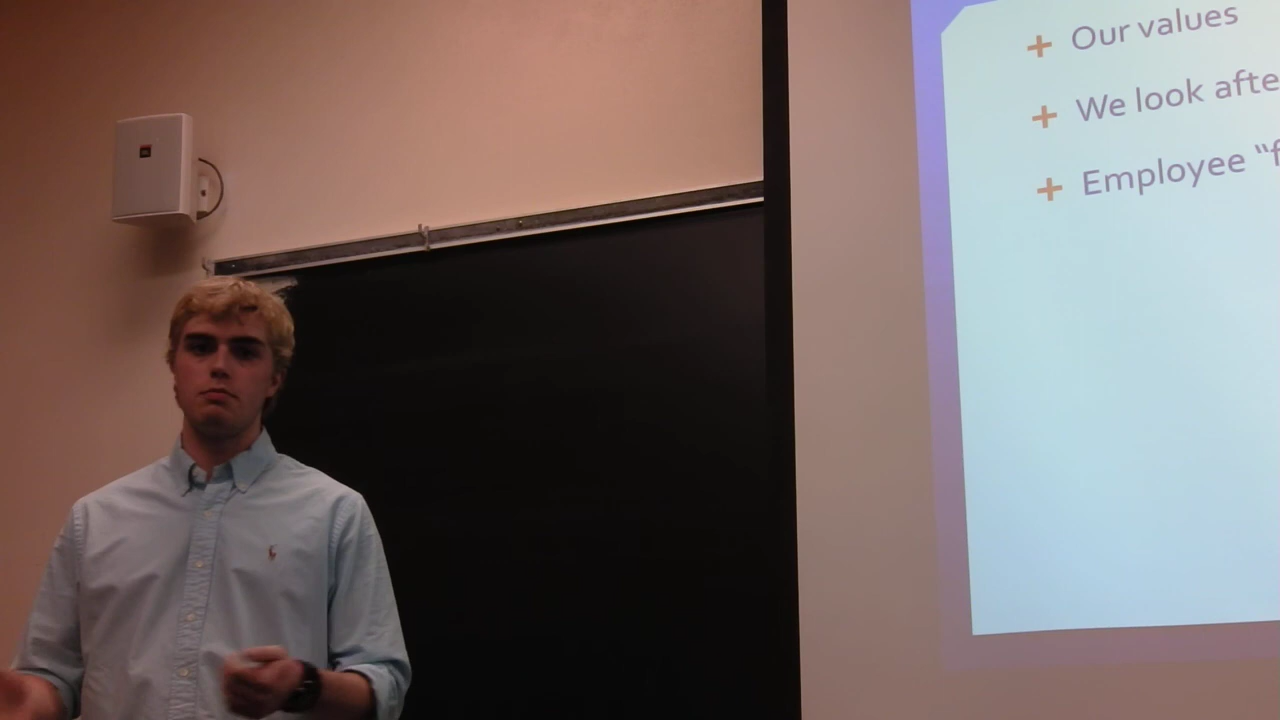 + Our values
+ We look afte
+ Employee "f